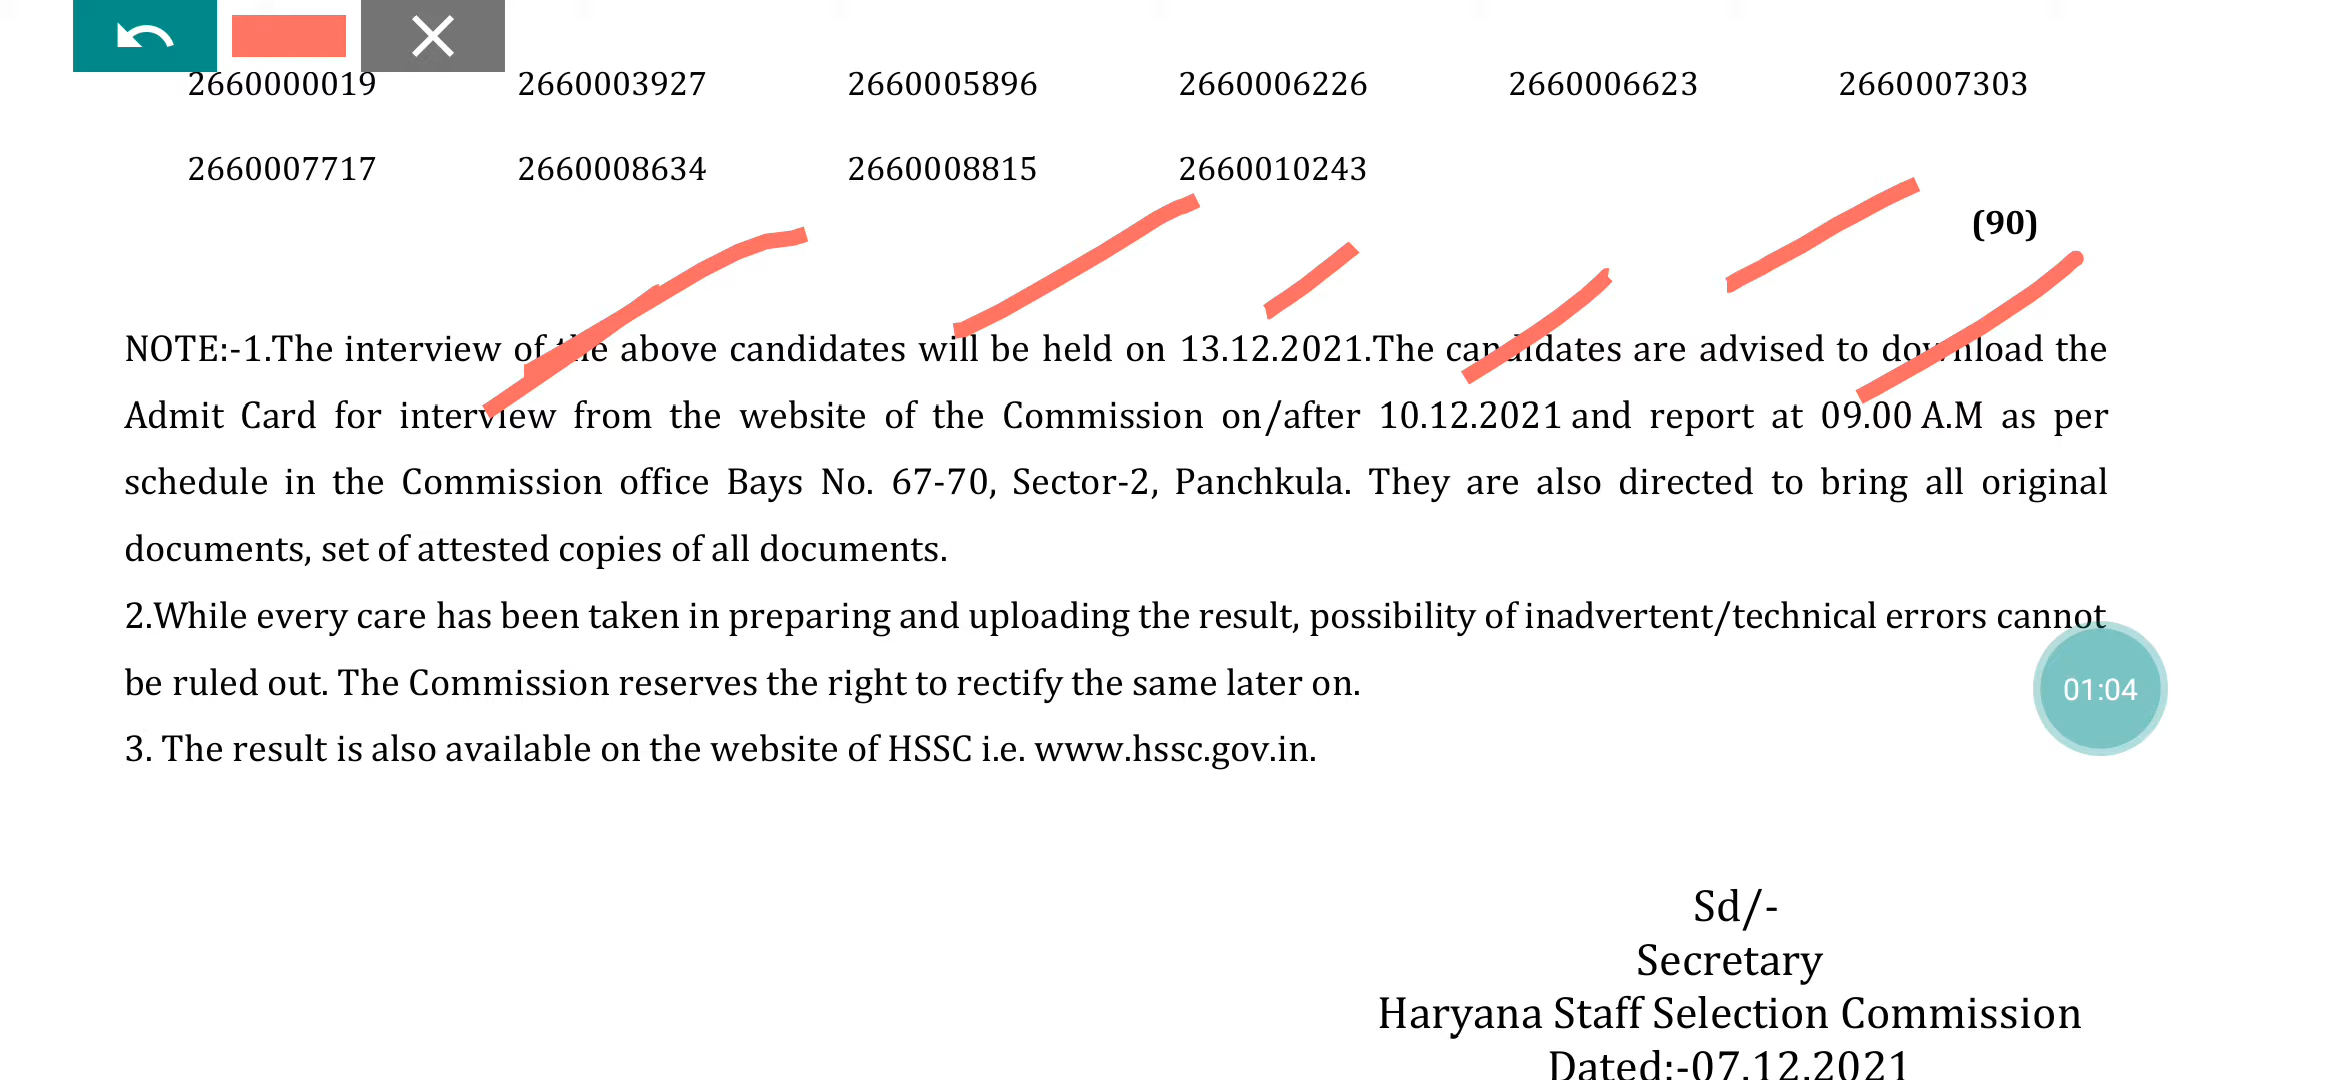 2660000019 2660003927 2660005896 2660006226 2660006623 2660007303
2660007717 2660008634 2660008815 2660010243
(90)
NOTE:-1.The interview of the above candidates will be held on 13.12.2021.The candidates are advised to download the
Admit Card for interview from the website of the Commission on/after 10.12.2021 and report at 09.00 A.M as per
schedule in the Commission office Bays No. 67-70, Sector-2, Panchkula. They are also directed to bring all original
documents, set of attested copies of all documents.
2.While every care has been taken in preparing and uploading the result, possibility of inadvertent/technical errors cannot
be ruled out. The Commission reserves the right to rectify the same later on.
01:04
3. The result is also available on the website of HSSC i.e. www.hssc.gov.in.
Sd/-
Secretary
Haryana Staff Selection Commission
Dated:-07.12.2021